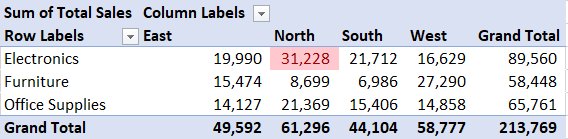 Sum of Total Sales Column Labels
Row Labels East North South West Grand Total
Electronics 19,990 31,228 21,712 16,629 89,560
Furniture 15,474 8,699 6,986 27,290 58,448
Office Supplies 14,127 21,369 15,406 14,858 65,761
Grand Total 49,592 61,296 44,104 58,777 213,769